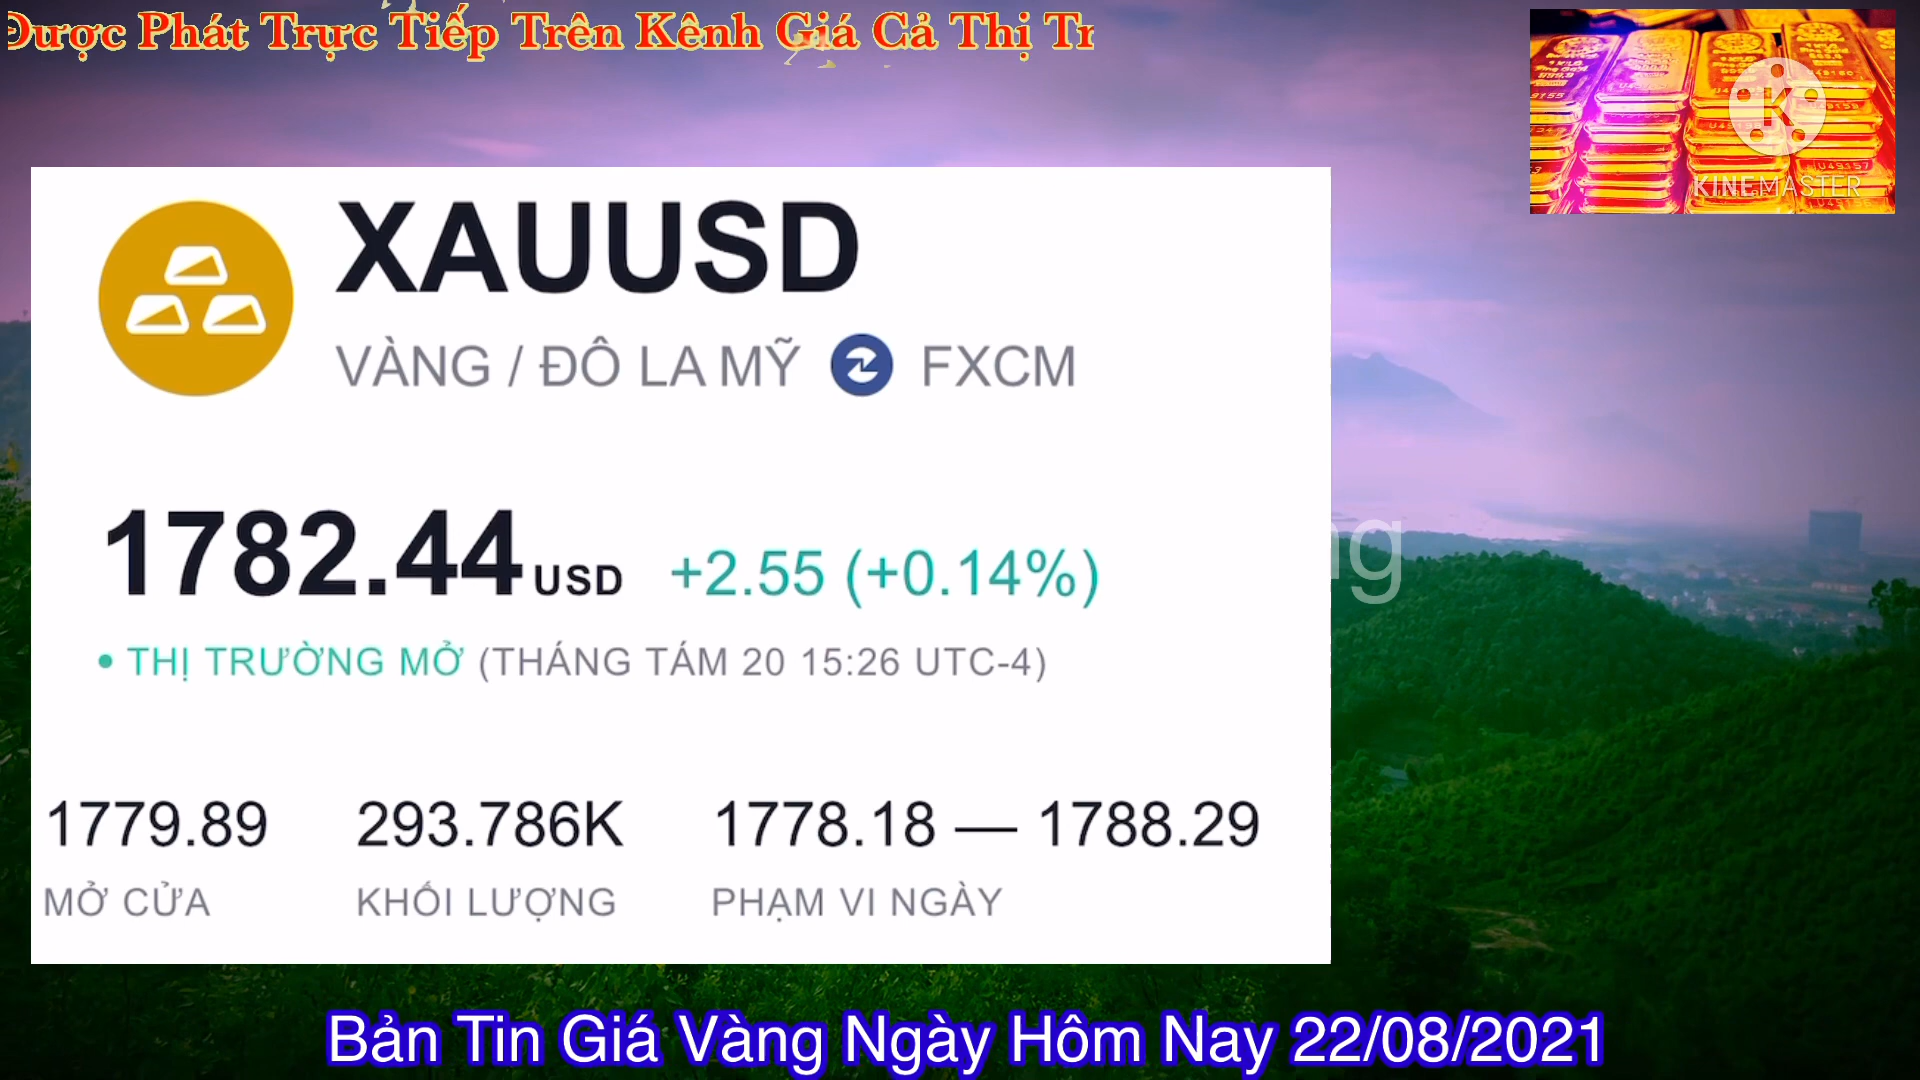 Được Phát Trực Tiếp Trên Kênh Giá Cả Thị Tr
KINEMASTER
XAUUSD
VÀNG / ĐÔ LA MỸ FXCM
1782.44 USD +2.55 (+0.14%)
ng
• THỊ TRƯỜNG MỞ (THÁNG TÁM 20 15:26 UTC-4)
1779.89 293.786K 1778.18 — 1788.29
MỞ CỬA KHỐI LƯỢNG PHẠM VI NGÀY
Bản Tin Giá Vàng Ngày Hôm Nay 22/08/2021